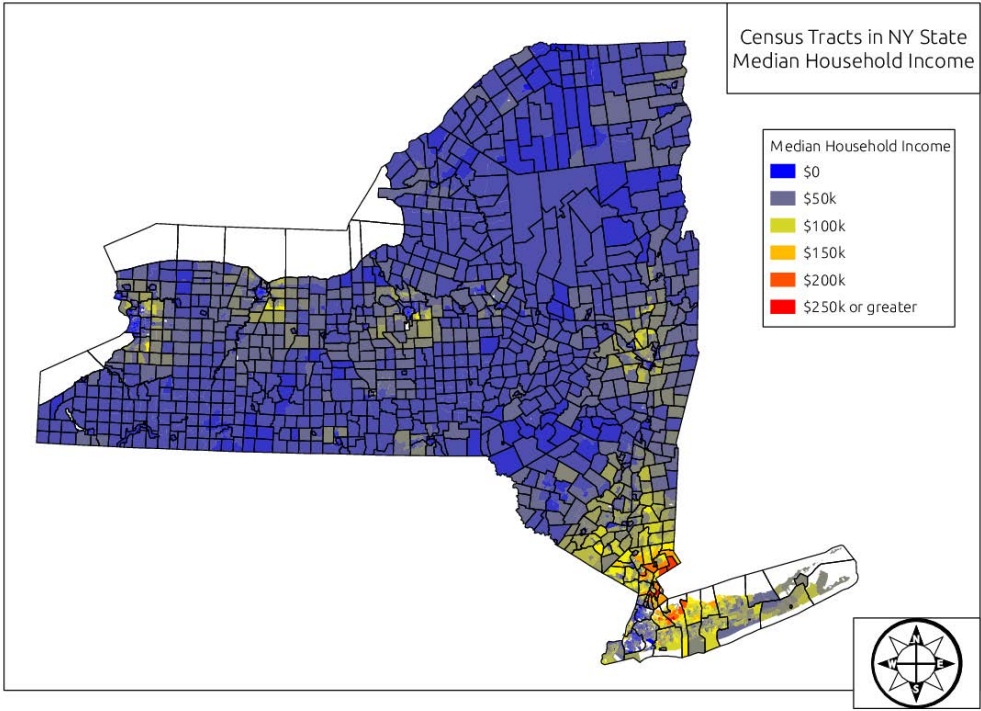 Census Tracts in NY State
Median Household Income
Median Household Income
$0
$50k
$100k
$150k
$200k
$250k or greater
N
W E
S